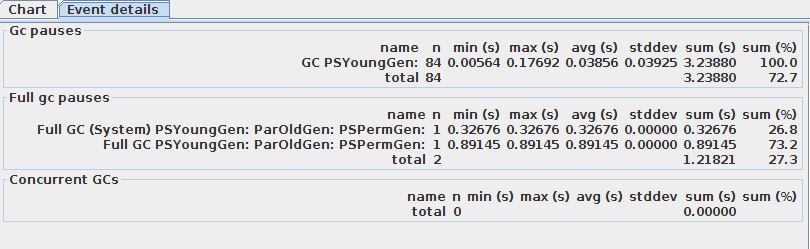 Chart Event details
Gc pauses
name n min (s) max (s) avg (s) stddev sum (s) sum (%)
GC PSYoungGen: 84 0.00564 0.17692 0.03856 0.03925 3.23880 100.0
total 84 3.23880 72.7
Full gc pauses
name n min (s) max (s) avg (s) stddev sum (s) sum (%)
Full GC (System) PSYoungGen: ParOldGen: PSPermGen: 1 0.32676 0.32676 0.32676 0.00000 0.32676 26.8
Full GC PSYoungGen: ParOldGen: PSPermGen: 1 0.89145 0.89145 0.89145 0.00000 0.89145 73.2
total 2 1.21821 27.3
Concurrent GCs
name n min (s) max (s) avg (s) stddev sum (s) sum (%)
total 0 0.00000